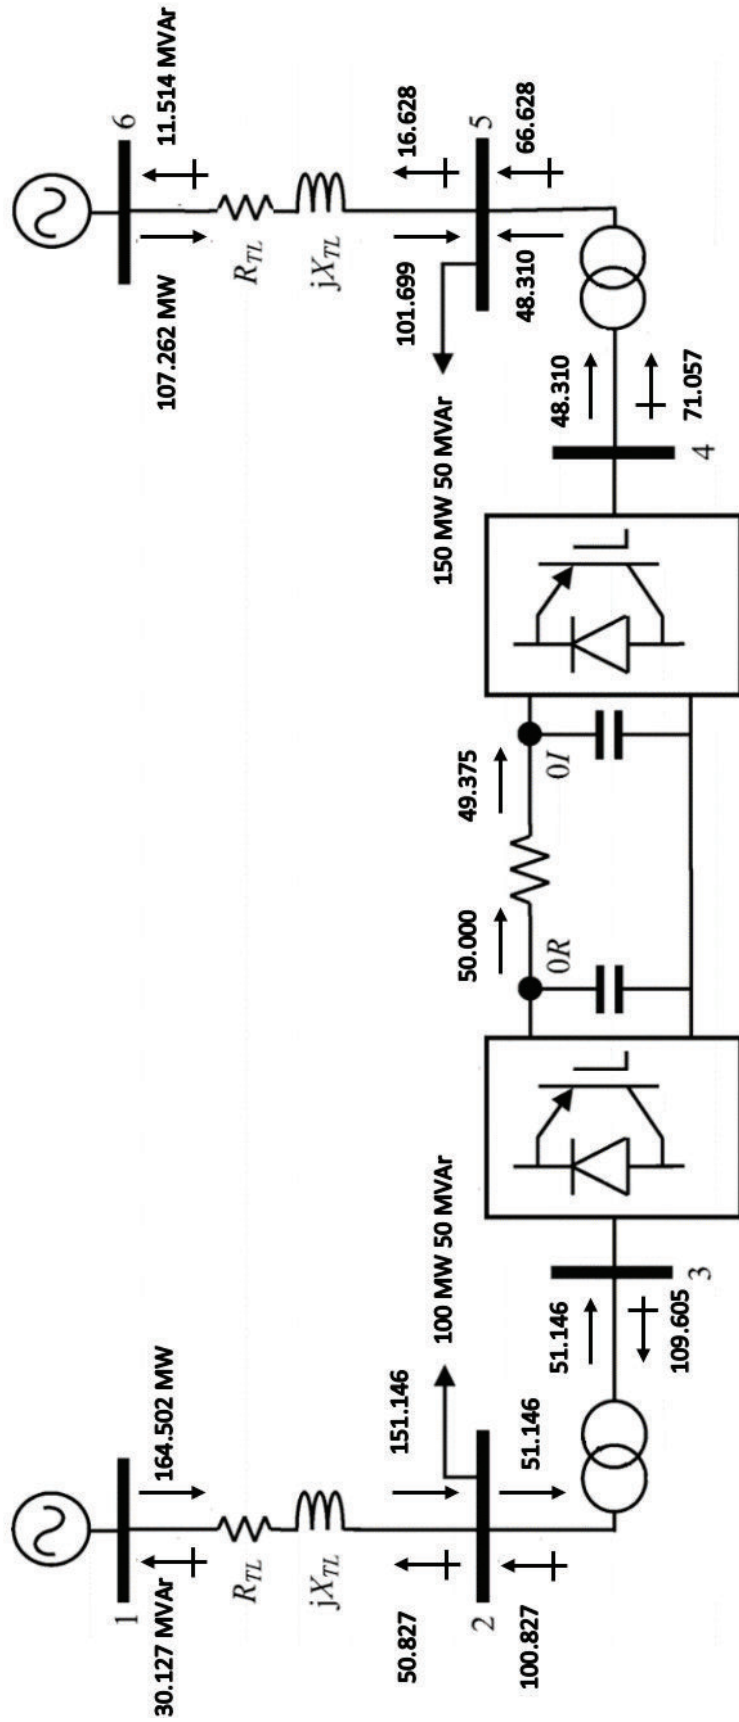 1
6
30.127 MVAr
164.502 MW
107.262 MW
11.514 MVAr
R_TL
R_TL
jX_TL
jX_TL
50.827
151.146
101.699
16.628
100 MW 50 MVAr
150 MW 50 MVAr
2
5
100.827
51.146
48.310
66.628
50.000
49.375
0R
0I
51.146
48.310
109.605
71.057
3
4